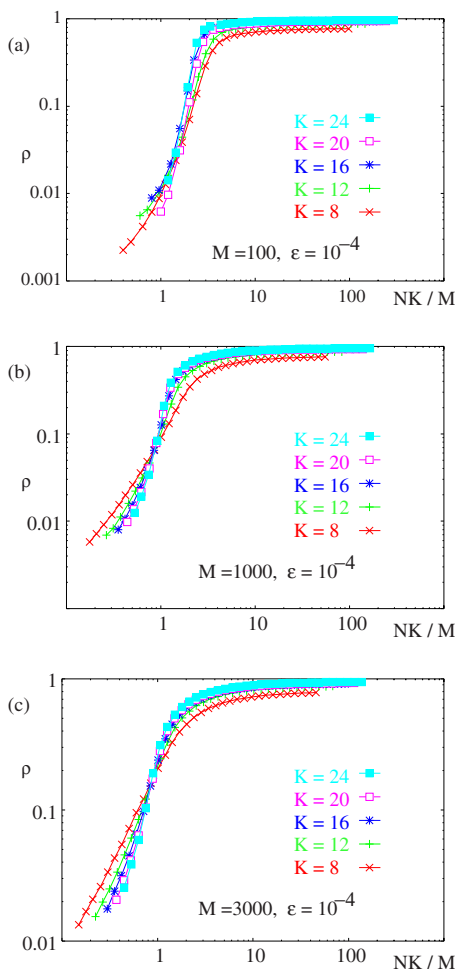 (a)
1
0.1
ρ
0.01
0.001
K = 24
K = 20
K = 16
K = 12
K = 8
M =100, ε = 10⁻⁴
1 10 100 NK / M
(b)
1
0.1
ρ
0.01
K = 24
K = 20
K = 16
K = 12
K = 8
M =1000, ε = 10⁻⁴
1 10 100 NK / M
(c)
1
ρ
0.1
0.01
K = 24
K = 20
K = 16
K = 12
K = 8
M =3000, ε = 10⁻⁴
1 10 100 NK / M